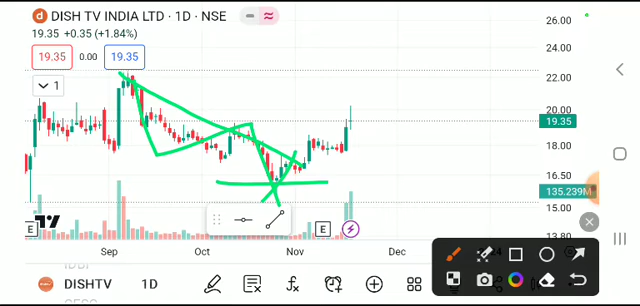 DISH TV INDIA LTD · 1D · NSE
19.35 +0.35 (+1.84%)
19.35 0.00 19.35
1
26.00
24.00
22.00
20.00
19.35
18.00
16.50
135.239M
15.00
13.80
E E
Sep Oct Nov Dec
DISHTV 1D